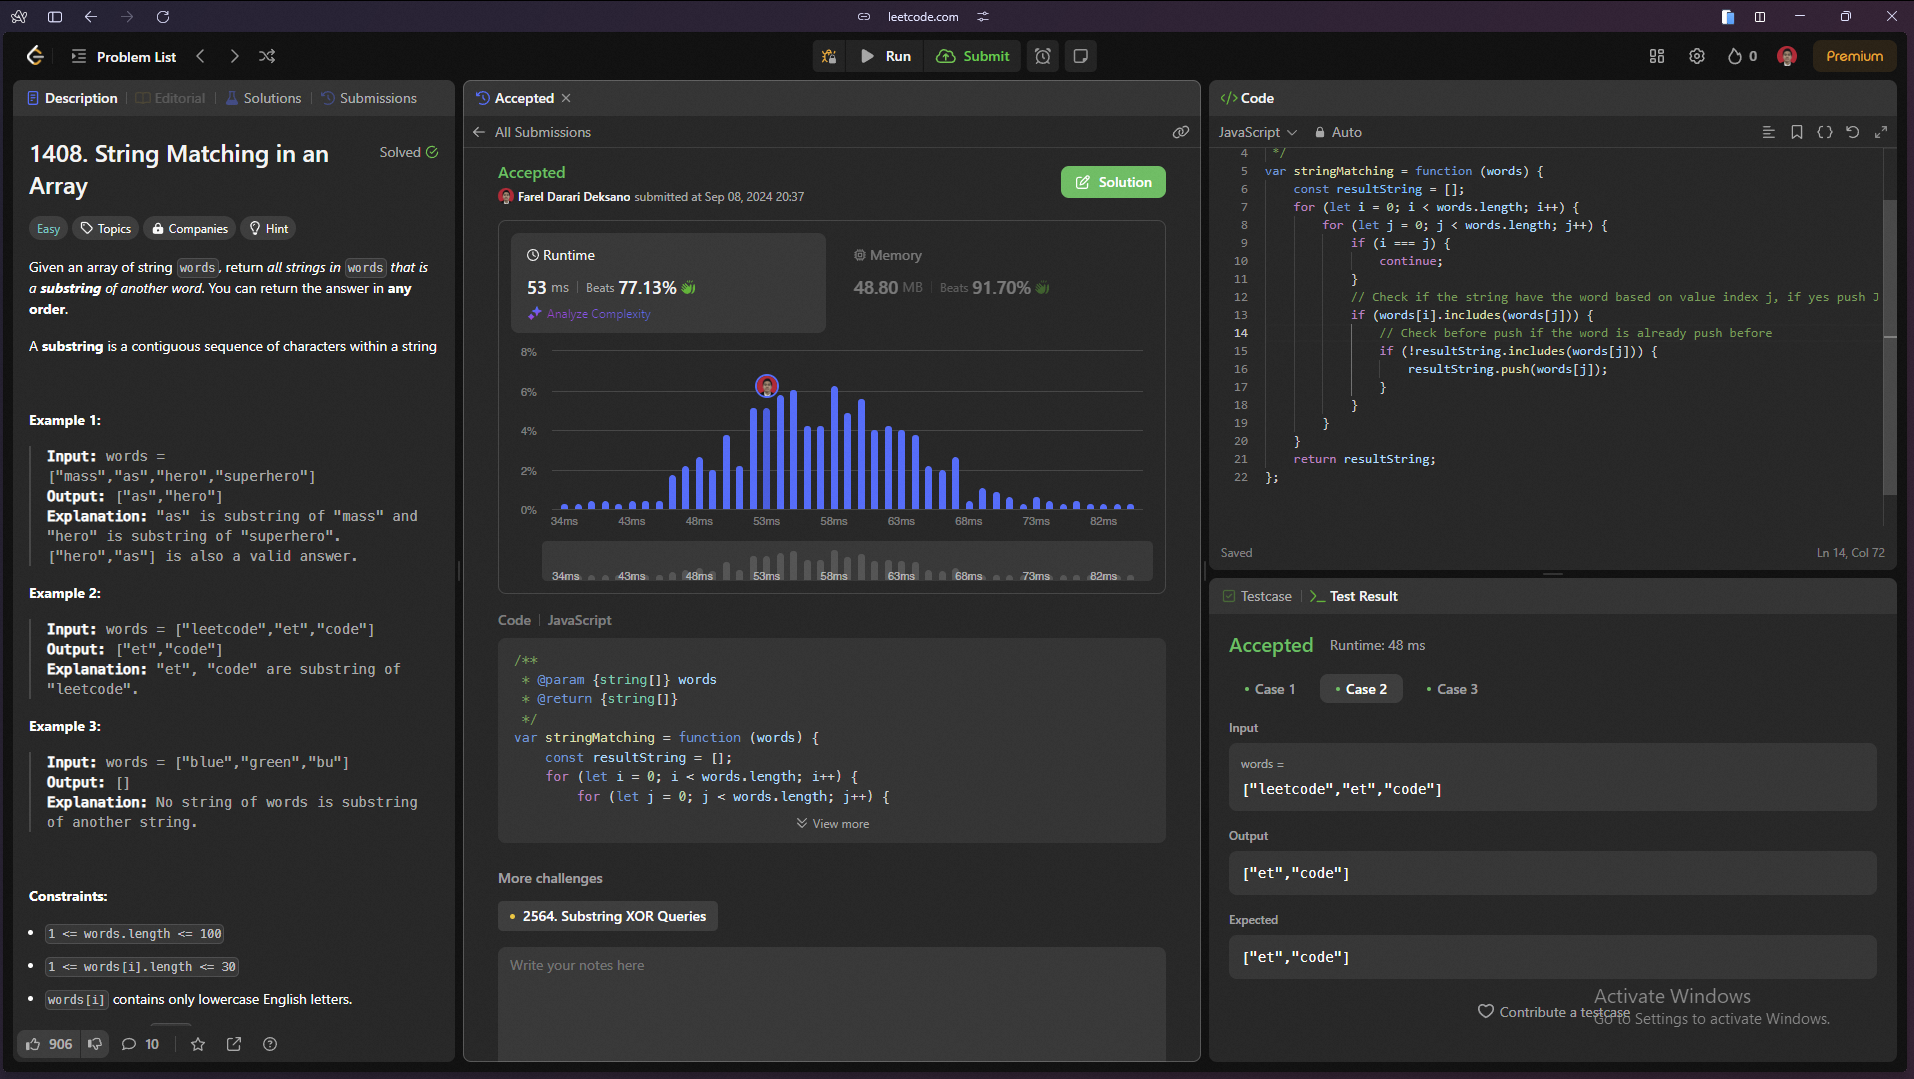 leetcode.com
Problem List
Run
Submit
0
Premium
Description
Editorial
Solutions
Submissions
1408. String Matching in an
Array
Solved
Easy
Topics
Companies
Hint
Given an array of string words, return all strings in words that is
a substring of another word. You can return the answer in any
order.
A substring is a contiguous sequence of characters within a string
Example 1:
Input: words =
["mass","as","hero","superhero"]
Output: ["as","hero"]
Explanation: "as" is substring of "mass" and
"hero" is substring of "superhero".
["hero","as"] is also a valid answer.
Example 2:
Input: words = ["leetcode","et","code"]
Output: ["et","code"]
Explanation: "et", "code" are substring of
"leetcode".
Example 3:
Input: words = ["blue","green","bu"]
Output: []
Explanation: No string of words is substring
of another string.
Constraints:
1 <= words.length <= 100
1 <= words[i].length <= 30
words[i] contains only lowercase English letters.
906
10
Accepted
All Submissions
Accepted
Farel Darari Deksano submitted at Sep 08, 2024 20:37
Solution
Runtime
53 ms | Beats 77.13%
Analyze Complexity
Memory
48.80 MB | Beats 91.70%
8%
6%
4%
2%
0%
34ms 43ms 48ms 53ms 58ms 63ms 68ms 73ms 82ms
34ms 43ms 48ms 53ms 58ms 63ms 68ms 73ms 82ms
Code | JavaScript
/**
 * @param {string[]} words
 * @return {string[]}
 */
var stringMatching = function (words) {
    const resultString = [];
    for (let i = 0; i < words.length; i++) {
        for (let j = 0; j < words.length; j++) {
View more
More challenges
2564. Substring XOR Queries
Write your notes here
Code
JavaScript
Auto
4 */
5 var stringMatching = function (words) {
6     const resultString = [];
7     for (let i = 0; i < words.length; i++) {
8         for (let j = 0; j < words.length; j++) {
9             if (i === j) {
10                 continue;
11             }
12             // Check if the string have the word based on value index j, if yes push J
13             if (words[i].includes(words[j])) {
14                 // Check before push if the word is already push before
15                 if (!resultString.includes(words[j])) {
16                     resultString.push(words[j]);
17                 }
18             }
19         }
20     }
21     return resultString;
22 };
Saved
Ln 14, Col 72
Testcase
Test Result
Accepted
Runtime: 48 ms
Case 1
Case 2
Case 3
Input
words =
["leetcode","et","code"]
Output
["et","code"]
Expected
["et","code"]
Contribute a testcase
Activate Windows
Go to Settings to activate Windows.